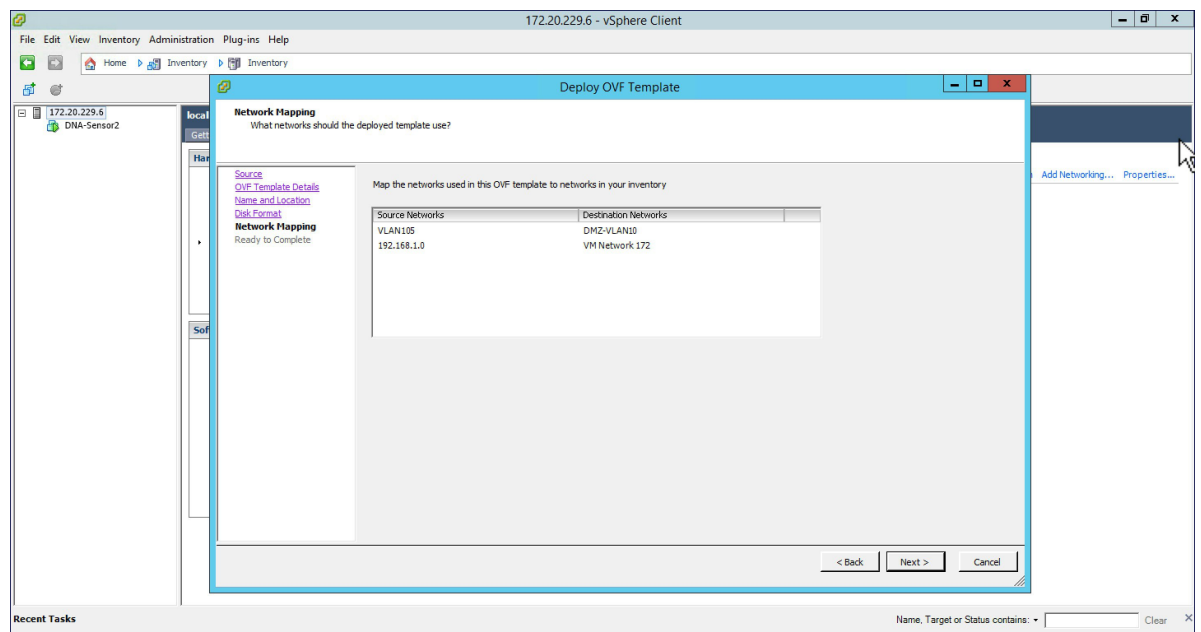 172.20.229.6 - vSphere Client
File Edit View Inventory Administration Plug-ins Help
Home Inventory Inventory
Deploy OVF Template
172.20.229.6
DNA-Sensor2
local
Gett
Har
Sof
Network Mapping
What networks should the deployed template use?
Source
OVF Template Details
Name and Location
Disk Format
Network Mapping
Ready to Complete
Map the networks used in this OVF template to networks in your inventory
Source Networks Destination Networks
VLAN105 DMZ-VLAN10
192.168.1.0 VM Network 172
Add Networking... Properties...
< Back Next > Cancel
Recent Tasks Name, Target or Status contains: Clear